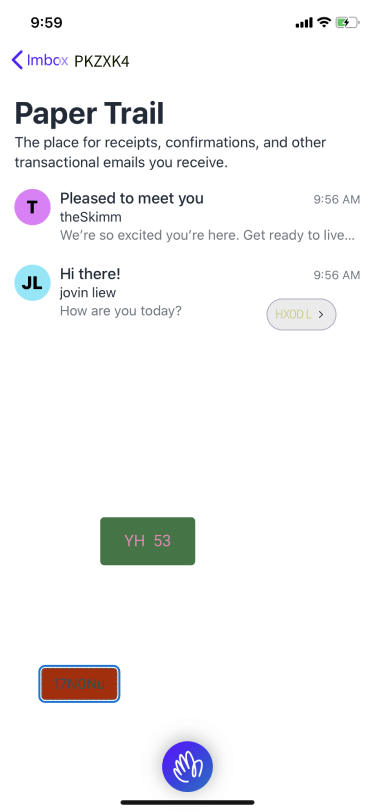 9:59
Inbox PKZXK4
Paper Trail
The place for receipts, confirmations, and other
transactional emails you receive.
T
Pleased to meet you
9:56 AM
theSkimm
We're so excited you're here. Get ready to live...
JL
Hi there!
9:56 AM
jovin liew
How are you today?
HXOD L
YH 53